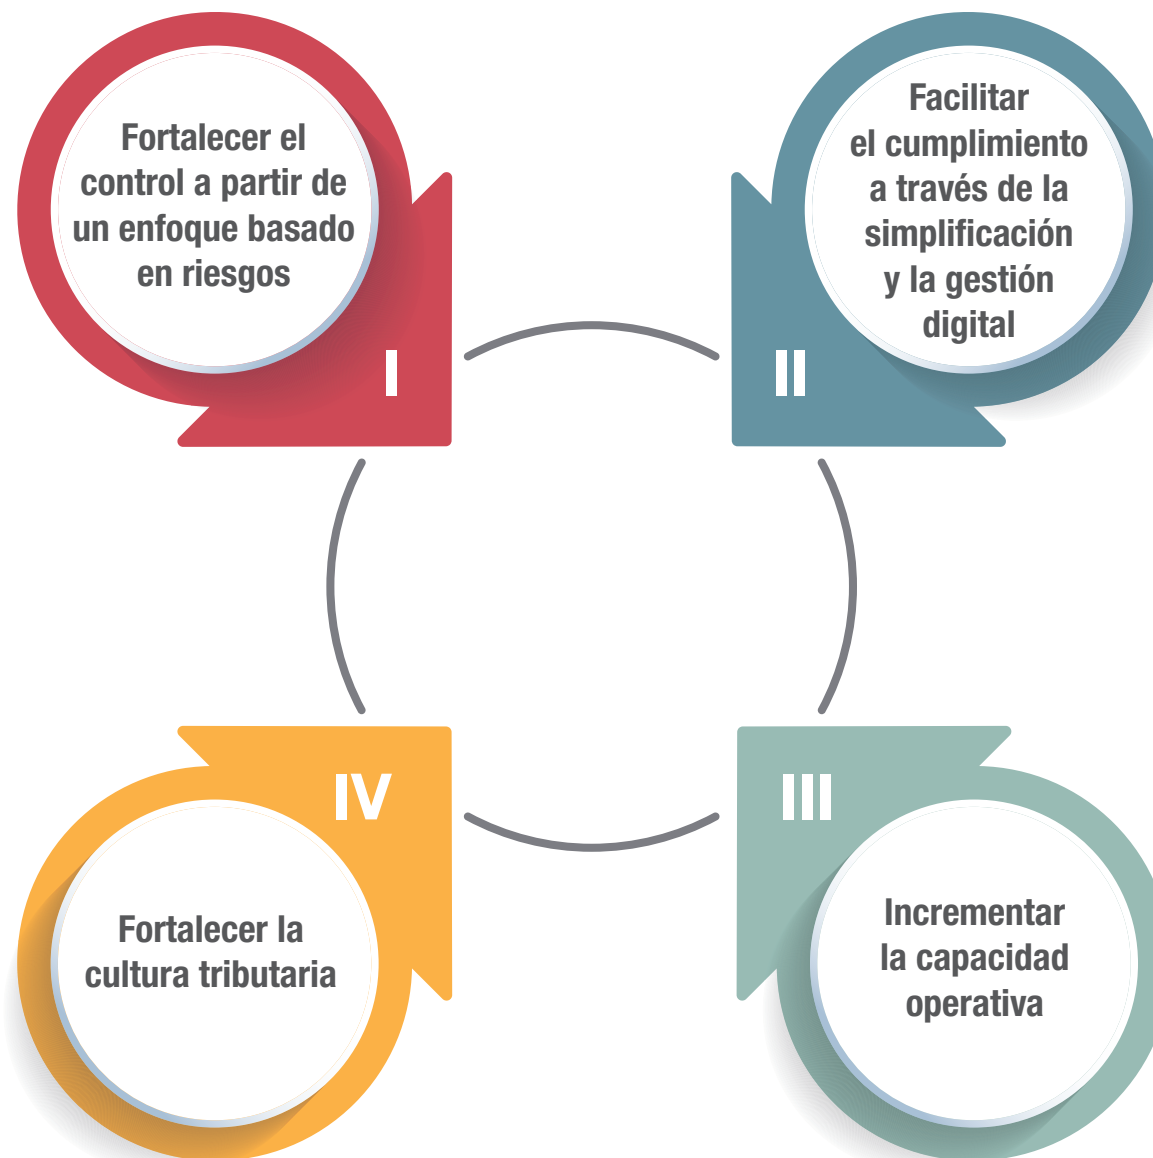 Fortalecer el
control a partir de
un enfoque basado
en riesgos
I
Facilitar
el cumplimiento
a través de la
simplificación
y la gestión
digital
II
III
Incrementar
la capacidad
operativa
IV
Fortalecer la
cultura tributaria